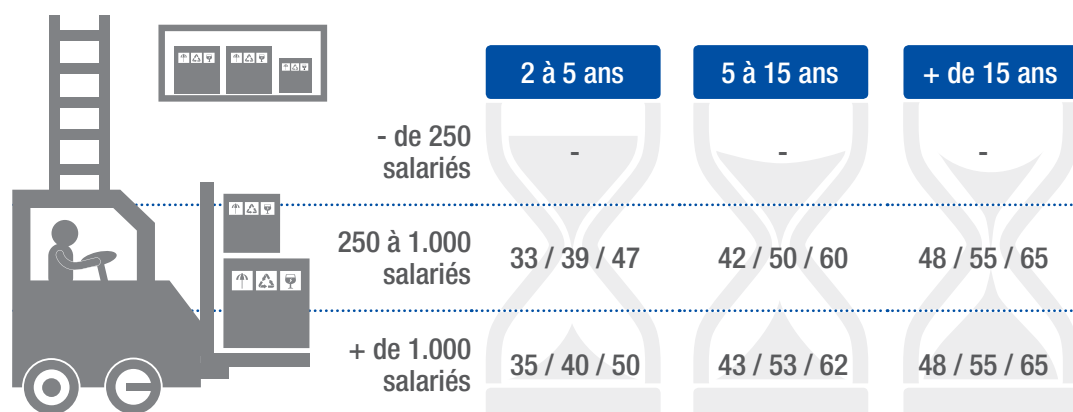 2 à 5 ans 5 à 15 ans + de 15 ans
- de 250
salariés
- - -
250 à 1.000
salariés
33 / 39 / 47 42 / 50 / 60 48 / 55 / 65
+ de 1.000
salariés
35 / 40 / 50 43 / 53 / 62 48 / 55 / 65